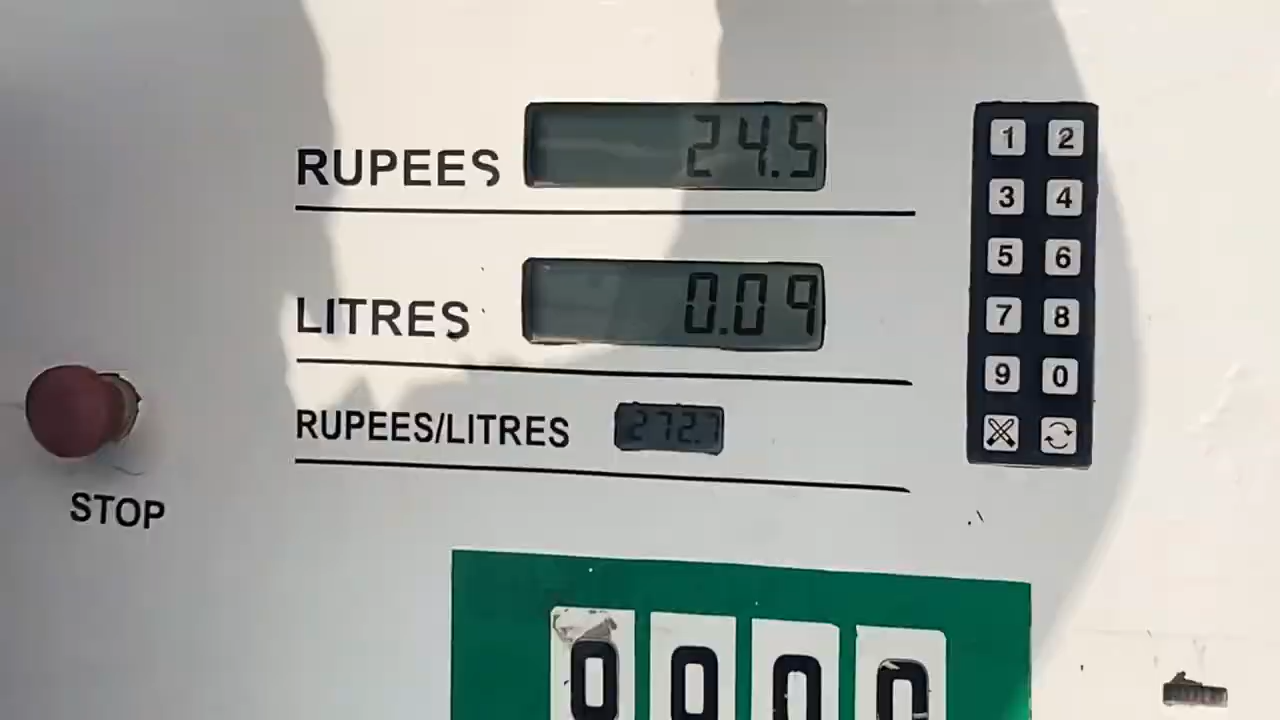 RUPEES 24.5
LITRES 0.09
RUPEES/LITRES 272.7
STOP
1 2
3 4
5 6
7 8
9 0